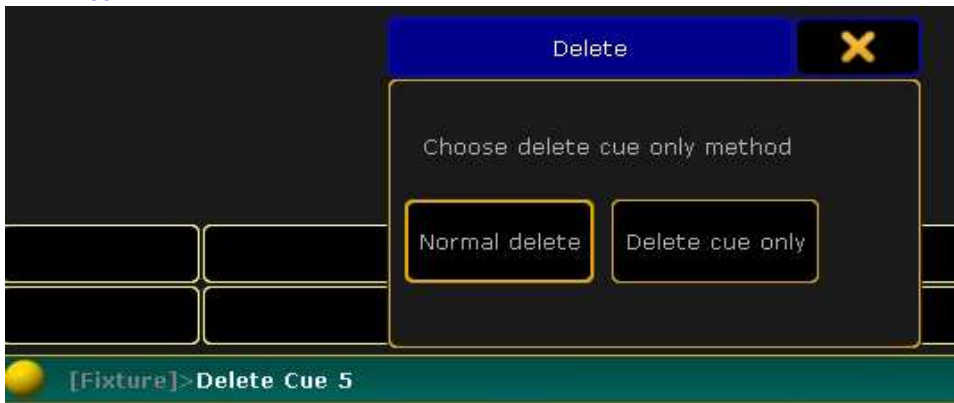 Delete
Choose delete cue only method
Normal delete
Delete cue only
[Fixture]>Delete Cue 5